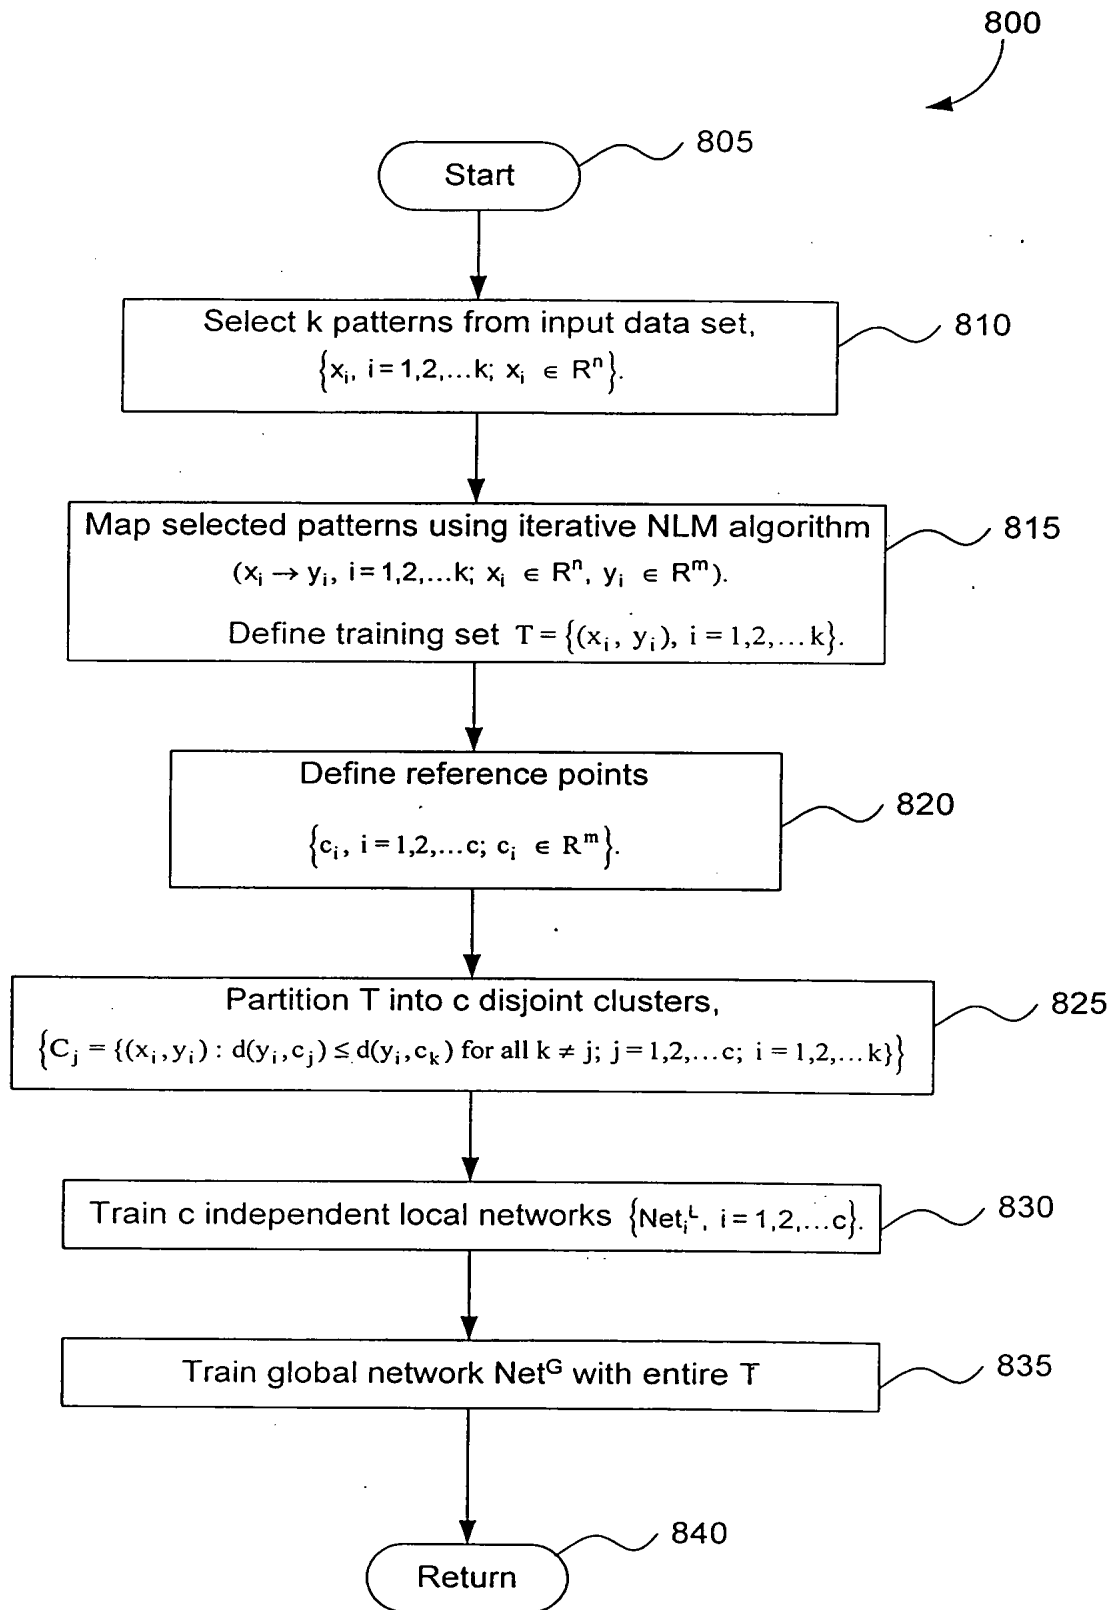 800
Start
805
Select k patterns from input data set,
{xᵢ, i = 1,2,...k; xᵢ ∈ Rⁿ}.
810
Map selected patterns using iterative NLM algorithm
(xᵢ → yᵢ, i = 1,2,...k; xᵢ ∈ Rⁿ, yᵢ ∈ Rᵐ).
Define training set T = {(xᵢ, yᵢ), i = 1,2,...k}.
815
Define reference points
{cᵢ, i = 1,2,...c; cᵢ ∈ Rᵐ}.
820
Partition T into c disjoint clusters,
{Cⱼ = {(xᵢ,yᵢ) : d(yᵢ,cⱼ) ≤ d(yᵢ,cₖ) for all k ≠ j; j = 1,2,...c; i = 1,2,...k}}
825
Train c independent local networks {Netᵢᴸ, i = 1,2,...c}.
830
Train global network Netᴳ with entire T
835
Return
840